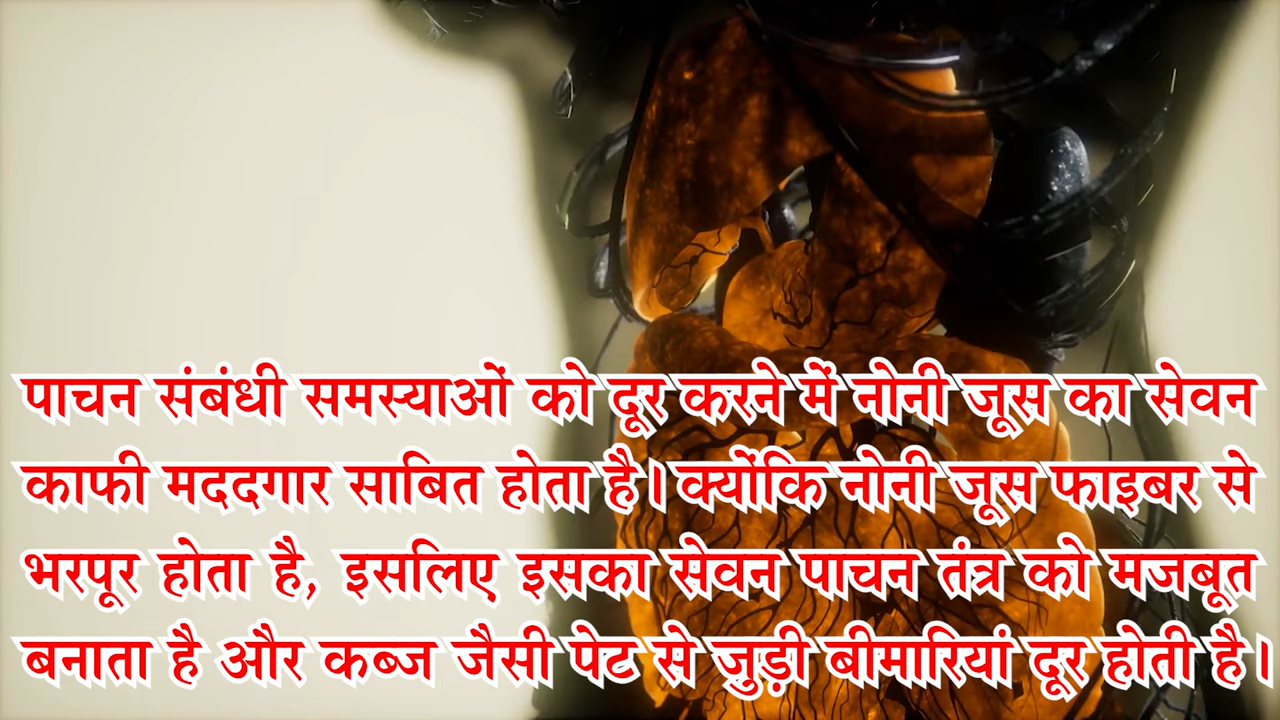 पाचन संबंधी समस्याओं को दूर करने में नोनी जूस का सेवन
काफी मददगार साबित होता है। क्योंकि नोनी जूस फाइबर से
भरपूर होता है, इसलिए इसका सेवन पाचन तंत्र को मजबूत
बनाता है और कब्ज जैसी पेट से जुड़ी बीमारियां दूर होती है।